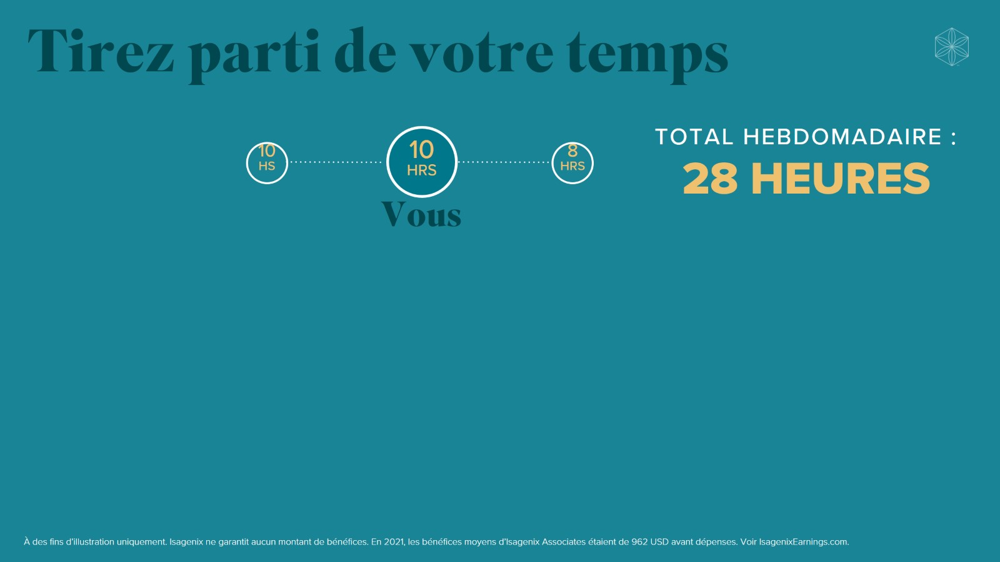 Tirez parti de votre temps
10
HS
10
HRS
8
HRS
Vous
TOTAL HEBDOMADAIRE :
28 HEURES
À des fins d'illustration uniquement. Isagenix ne garantit aucun montant de bénéfices. En 2021, les bénéfices moyens d'Isagenix Associates étaient de 962 USD avant dépenses. Voir IsagenixEarnings.com.